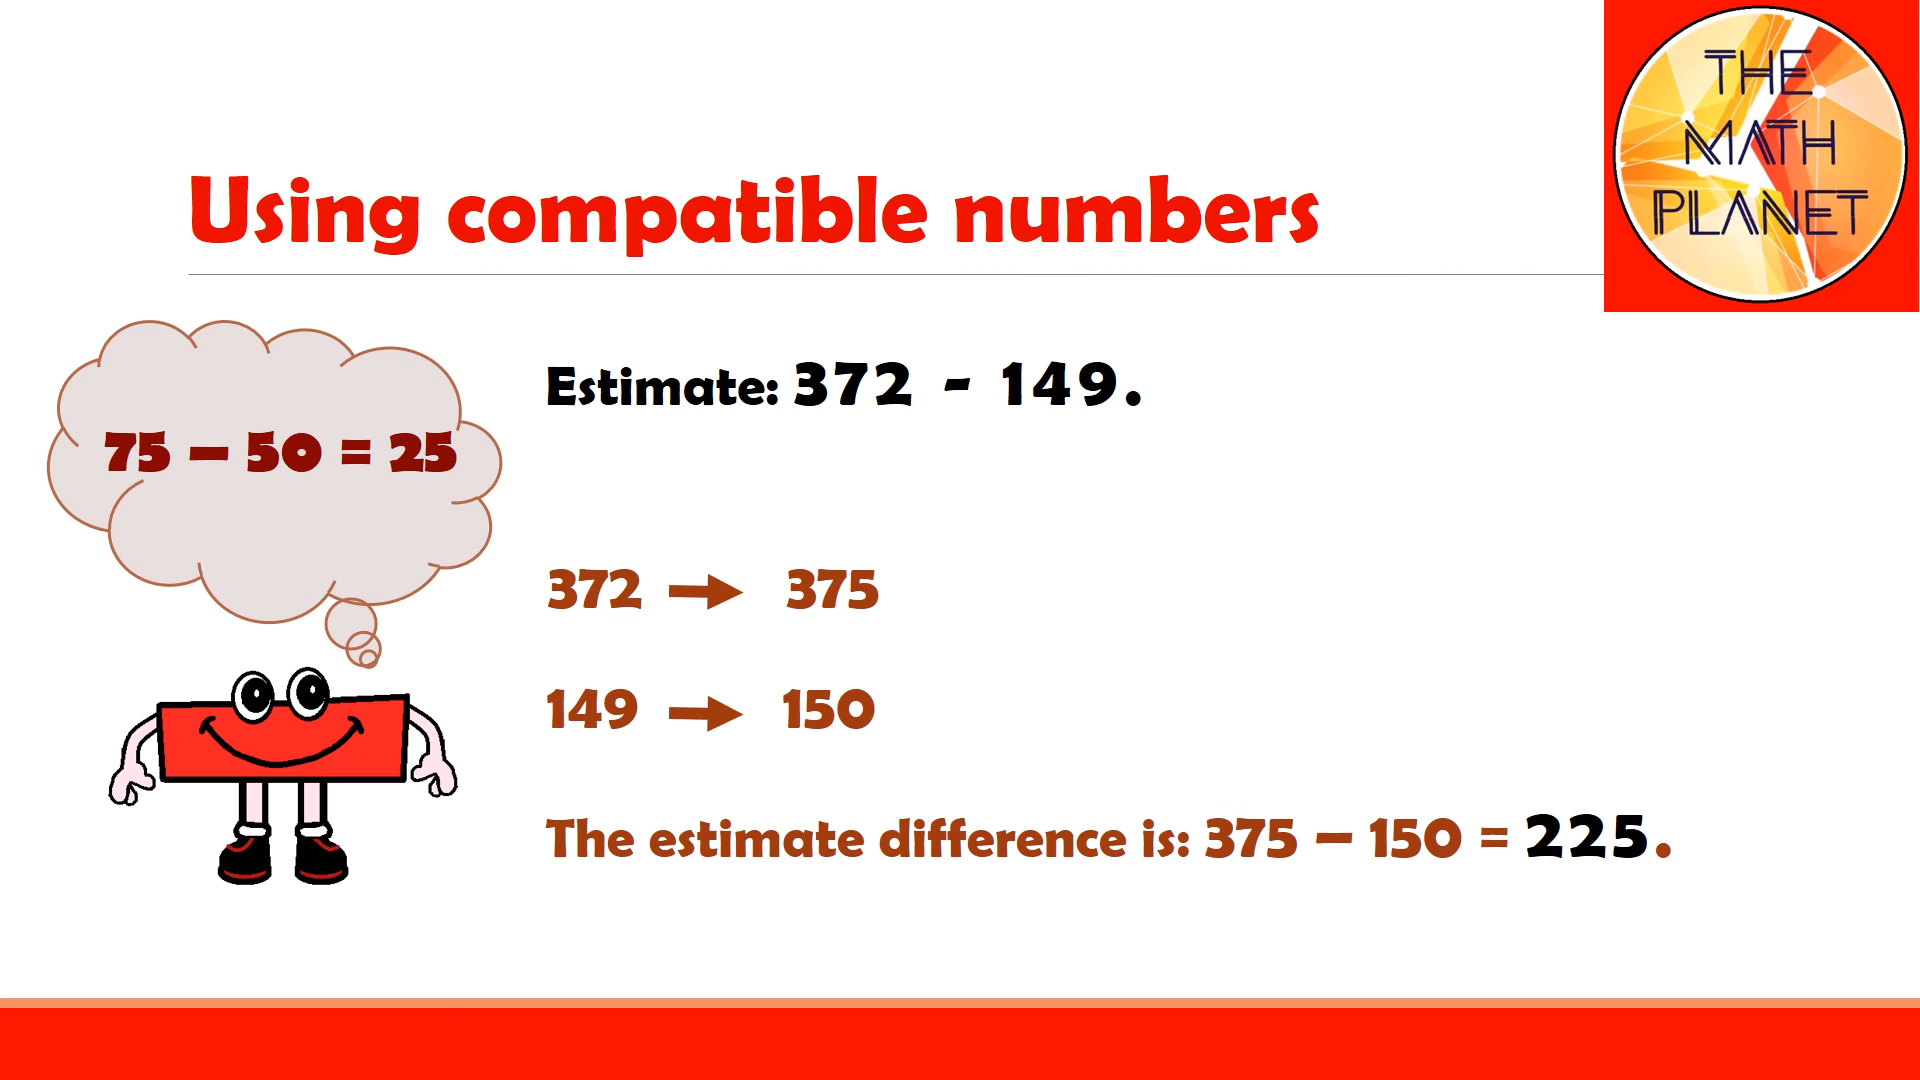 THE
MATH
PLANET
Using compatible numbers
Estimate: 372 - 149.
75 – 50 = 25
372 → 375
149 → 150
The estimate difference is: 375 – 150 = 225.